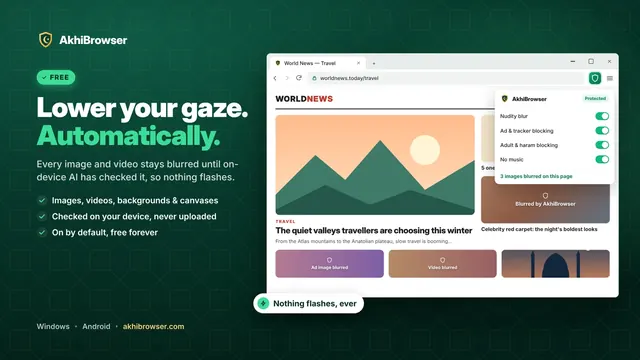 AkhiBrowser
FREE
Lower your gaze.
Automatically.
Every image and video stays blurred until on-
device AI has checked it, so nothing flashes.
Images, videos, backgrounds & canvases
Checked on your device, never uploaded
On by default, free forever
Windows · Android · akhibrowser.com
World News — Travel
worldnews.today/travel
WORLDNEWS
AkhiBrowser
Protected
Nudity blur
Ad & tracker blocking
Adult & harm blocking
No music
3 images blurred on this page
TRAVEL
The quiet valleys travellers are choosing this winter
From the Atlas mountains to the Anatolian plateau, slow travel is booming...
5 one
Blurred by AkhiBrowser
Celebrity red carpet: the night's boldest looks
Ad image blurred
Video blurred
Nothing flashes, ever